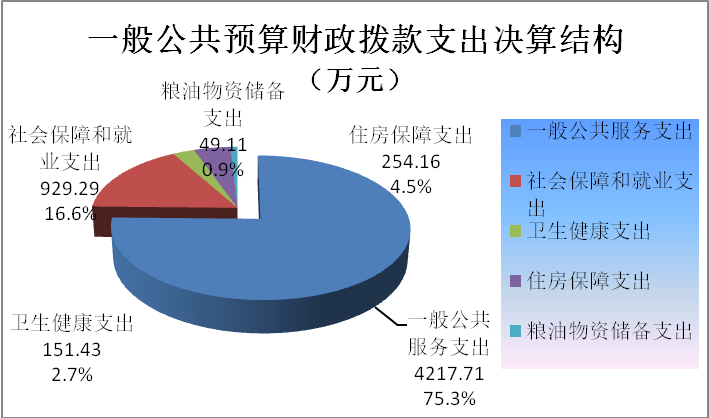 一般公共预算财政拨款支出决算结构
（万元）
粮油物资储备
支出
49.11
0.9%
社会保障和就
业支出
929.29
16.6%
住房保障支出
254.16
4.5%
卫生健康支出
151.43
2.7%
一般公共
服务支出
4217.71
75.3%
一般公共服务支出
社会保障和就业支
出
卫生健康支出
住房保障支出
粮油物资储备支出